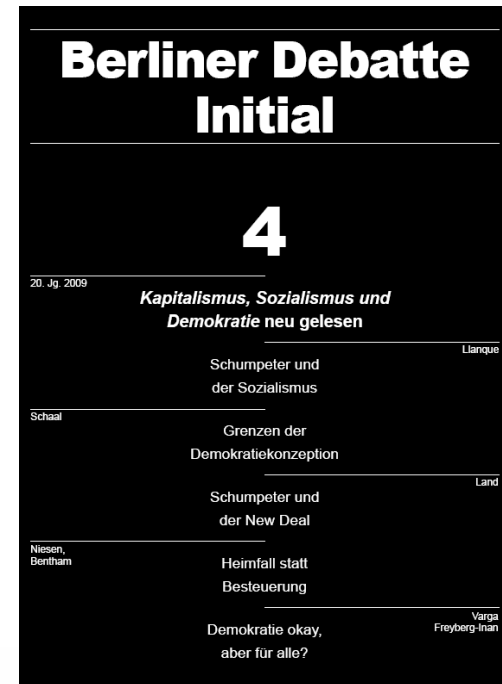 Berliner Debatte
Initial
4
20. Jg. 2009
Kapitalismus, Sozialismus und
Demokratie neu gelesen
Llanque
Schumpeter und
der Sozialismus
Schaal
Grenzen der
Demokratiekonzeption
Land
Schumpeter und
der New Deal
Niesen,
Bentham
Heimfall statt
Besteuerung
Varga
Freyberg-Inan
Demokratie okay,
aber für alle?